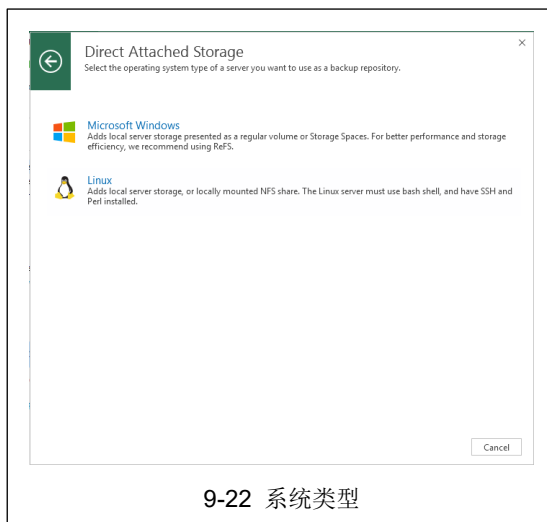 Direct Attached Storage
Select the operating system type of a server you want to use as a backup repository.
Microsoft Windows
Adds local server storage presented as a regular volume or Storage Spaces. For better performance and storage
efficiency, we recommend using ReFS.
Linux
Adds local server storage, or locally mounted NFS share. The Linux server must use bash shell, and have SSH and
Perl installed.
Cancel
9-22 系统类型